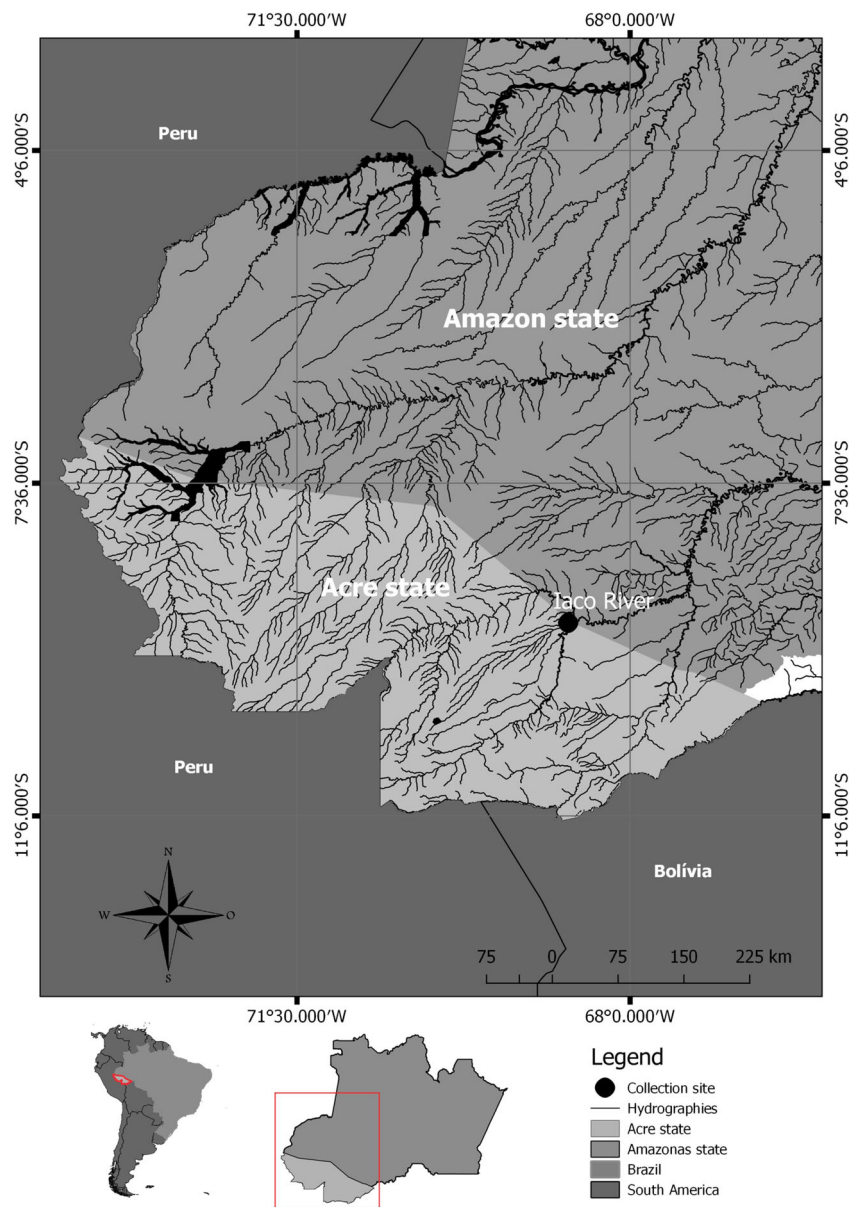 71°30.000'W 68°0.000'W
Peru
4°6.000'S 4°6.000'S
Amazon state
7°36.000'S 7°36.000'S
Acre state
Iaco River
Peru
11°6.000'S 11°6.000'S
Bolívia
N
W O
S
75 0 75 150 225 km
71°30.000'W 68°0.000'W
Legend
Collection site
Hydrographies
Acre state
Amazonas state
Brazil
South America